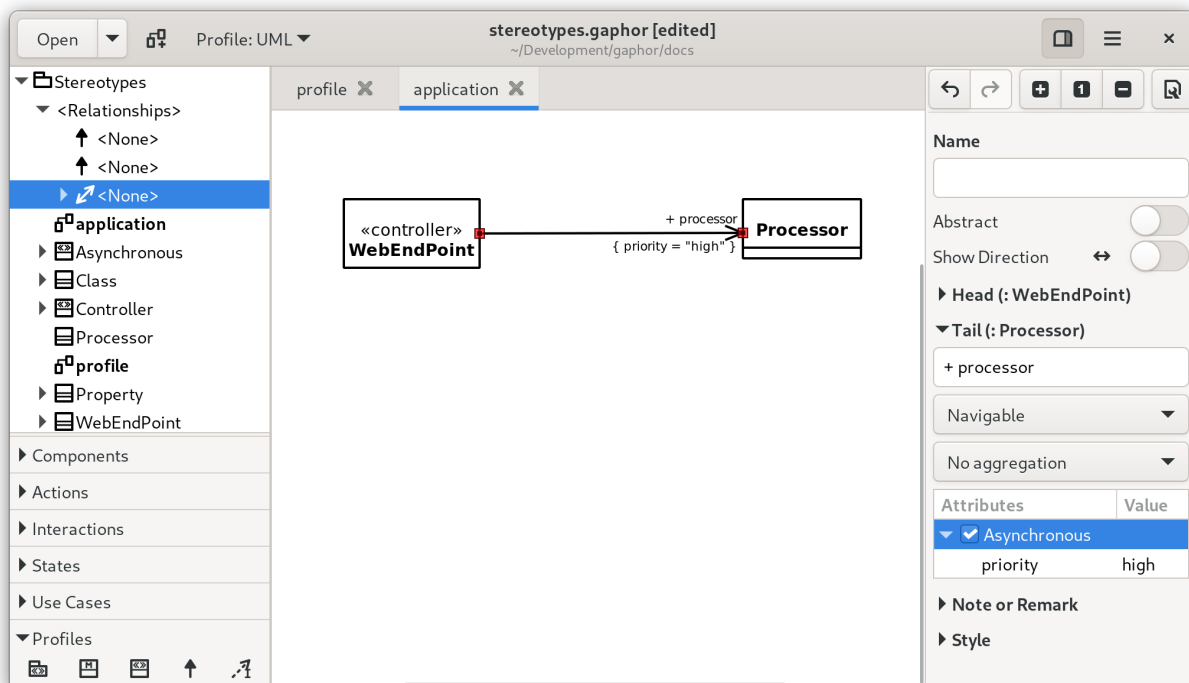 stereotypes.gaphor [edited]
Open
Profile: UML
~/Development/gaphor/docs
Stereotypes
<Relationships>
<None>
<None>
<None>
application
Asynchronous
Class
Controller
Processor
profile
Property
WebEndPoint
Components
Actions
Interactions
States
Use Cases
Profiles
profile
application
«controller»
WebEndPoint
+ processor
{ priority = "high" }
Processor
1
Name
Abstract
Show Direction
Head (: WebEndPoint)
Tail (: Processor)
+ processor
Navigable
No aggregation
Attributes Value
Asynchronous
priority high
Note or Remark
Style